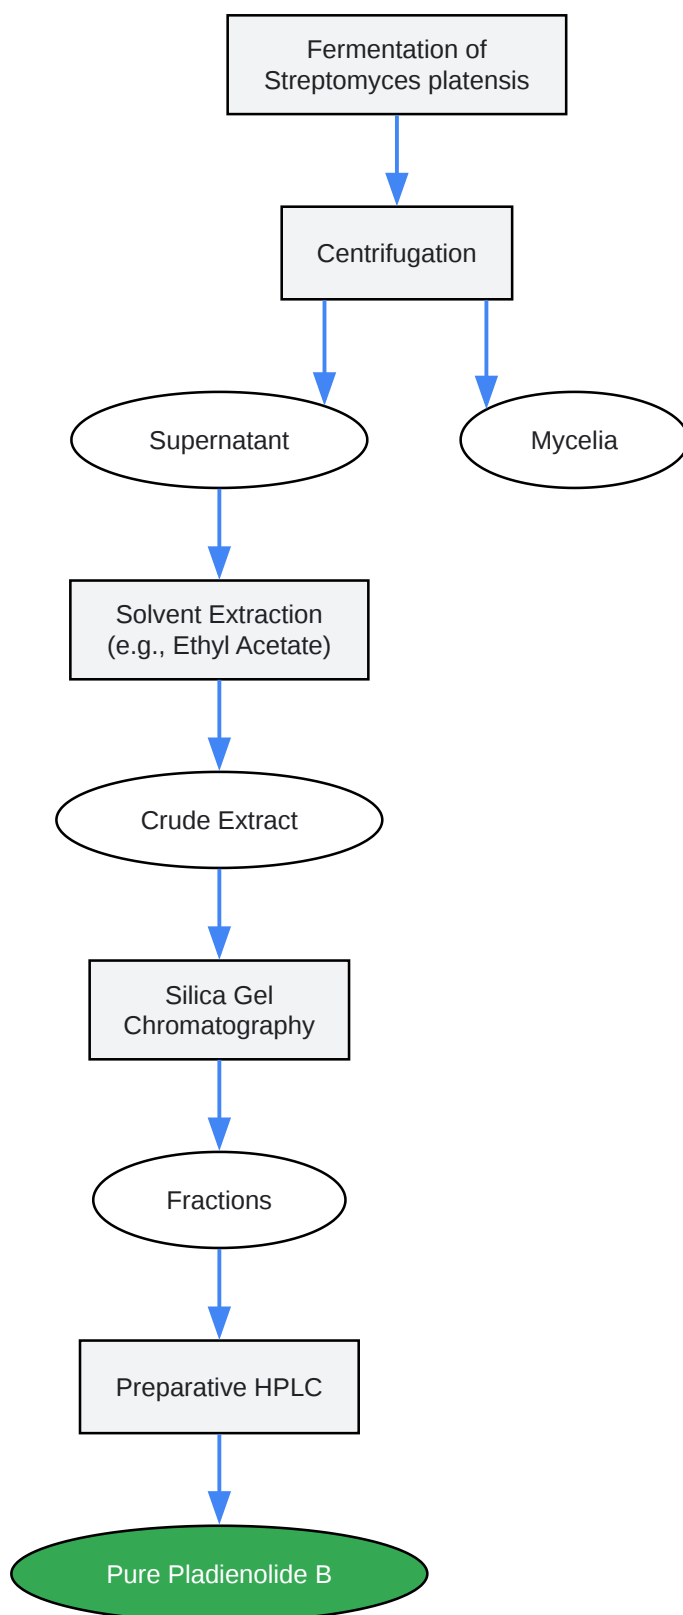 Fermentation of
Streptomyces platensis
Centrifugation
Supernatant
Mycelia
Solvent Extraction
(e.g., Ethyl Acetate)
Crude Extract
Silica Gel
Chromatography
Fractions
Preparative HPLC
Pure Pladienolide B